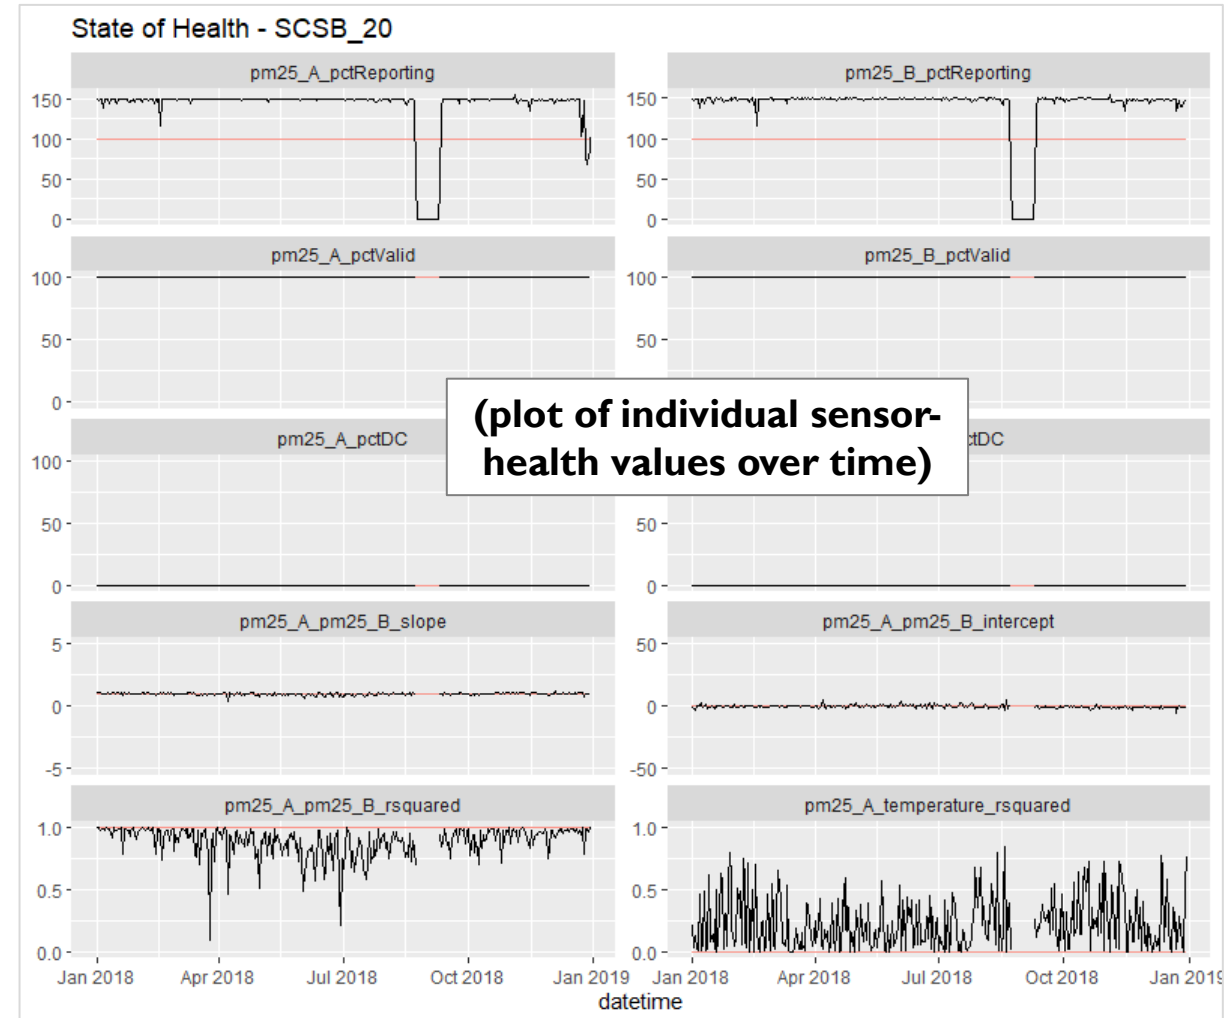 State of Health - SCSB_20
pm25_A_pctReporting
pm25_B_pctReporting
150
100
50
0
150
100
50
0
pm25_A_pctValid
pm25_B_pctValid
100
50
0
100
50
(plot of individual sensor-
health values over time)
pm25_A_pctDC
ctDC
100
50
0
50
0
pm25_A_pm25_B_slope
pm25_A_pm25_B_intercept
5
0
-5
50
0
-50
pm25_A_pm25_B_rsquared
pm25_A_temperature_rsquared
1.0
0.5
0.0
1.0
0.5
0.0
Jan 2018 Apr 2018 Jul 2018 Oct 2018 Jan 2019
Jan 2018 Apr 2018 Jul 2018 Oct 2018 Jan 2019
datetime